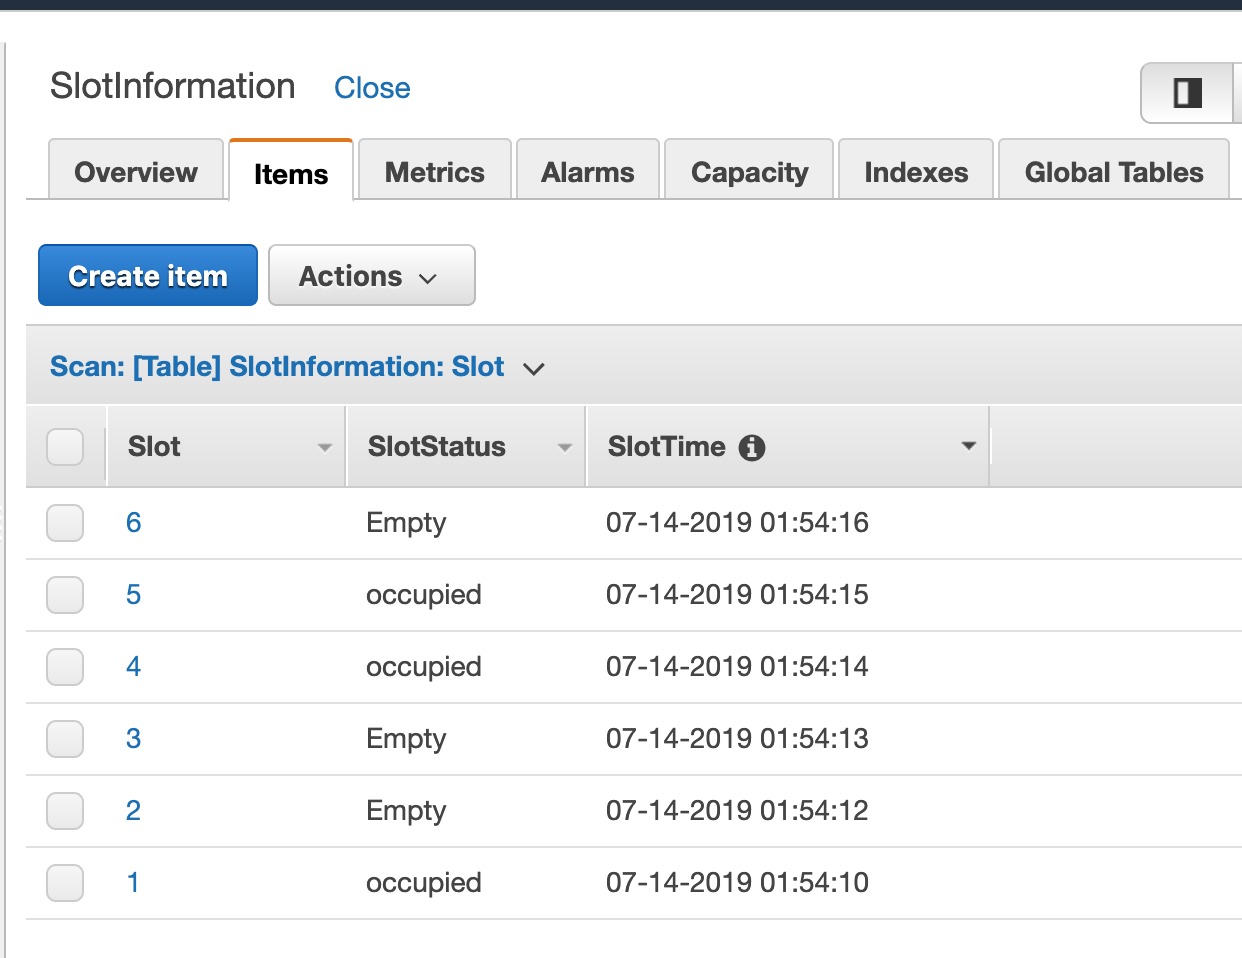 SlotInformation Close
Overview Items Metrics Alarms Capacity Indexes Global Tables
Create item Actions
Scan: [Table] SlotInformation: Slot
Slot SlotStatus SlotTime
6 Empty 07-14-2019 01:54:16
5 occupied 07-14-2019 01:54:15
4 occupied 07-14-2019 01:54:14
3 Empty 07-14-2019 01:54:13
2 Empty 07-14-2019 01:54:12
1 occupied 07-14-2019 01:54:10